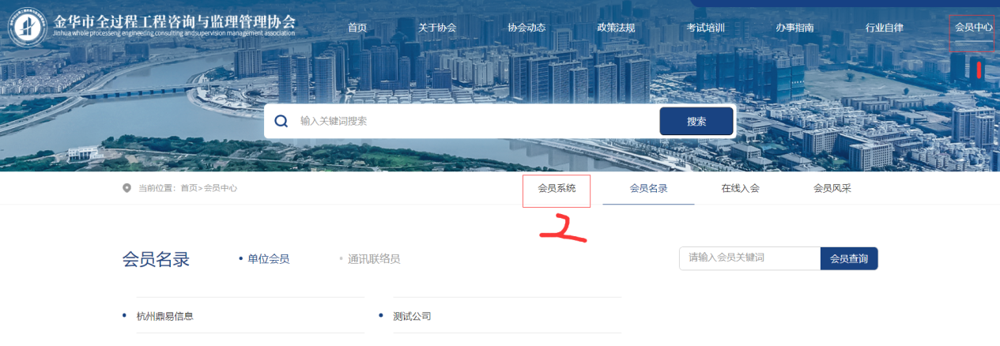 金华市全过程工程咨询与监理管理协会
Jinhua whole processeng engineering consulting andsupervision management association
首页 关于协会 协会动态 政策法规 考试培训 办事指南 行业自律 会员中心
1
输入关键词搜索 搜索
当前位置：首页>会员中心 会员系统 会员名录 在线入会 会员风采
2
会员名录 • 单位会员 • 通讯联络员 请输入会员关键词 会员查询
• 杭州鼎易信息 • 测试公司